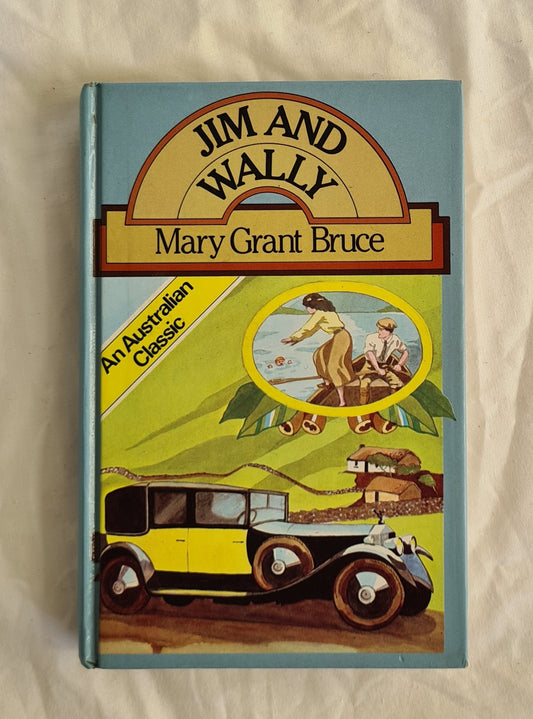 JIM AND
WALLY
Mary Grant Bruce
An Australian
Classic